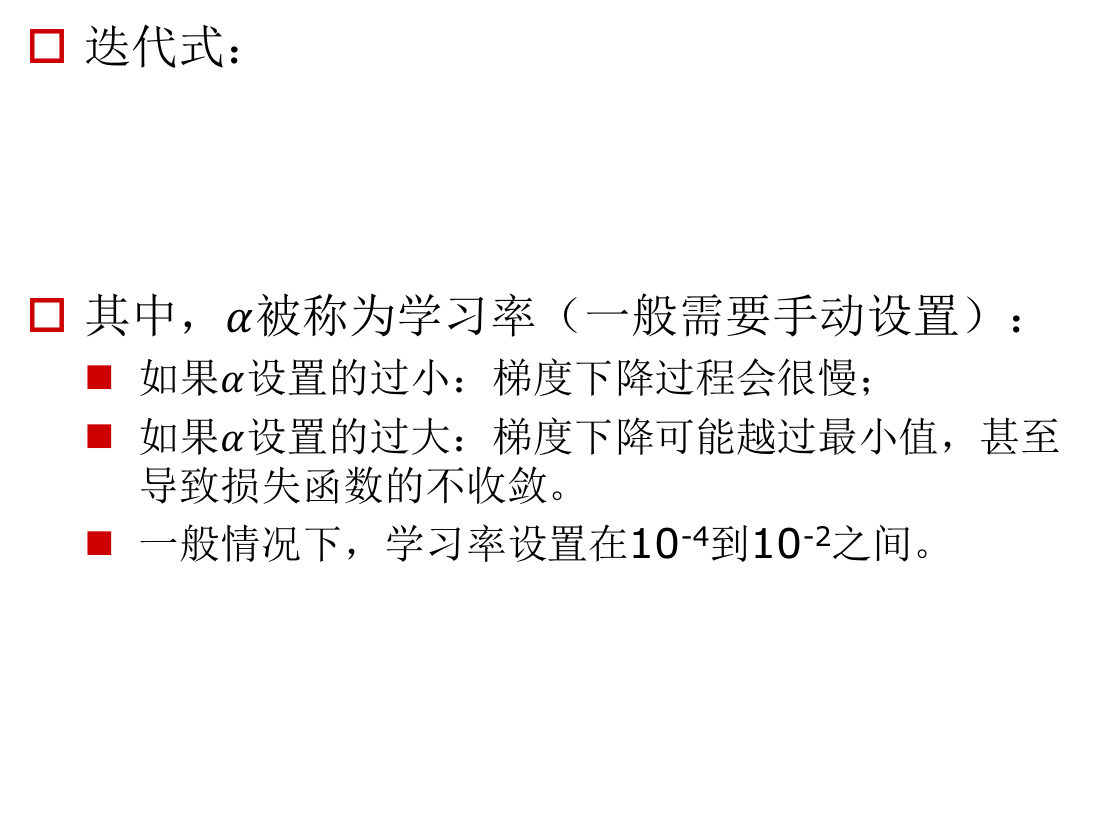 迭代式：
其中，𝛼被称为学习率（一般需要手动设置）：
如果𝛼设置的过小：梯度下降过程会很慢；
如果𝛼设置的过大：梯度下降可能越过最小值，甚至
导致损失函数的不收敛。
一般情况下，学习率设置在10⁻⁴到10⁻²之间。